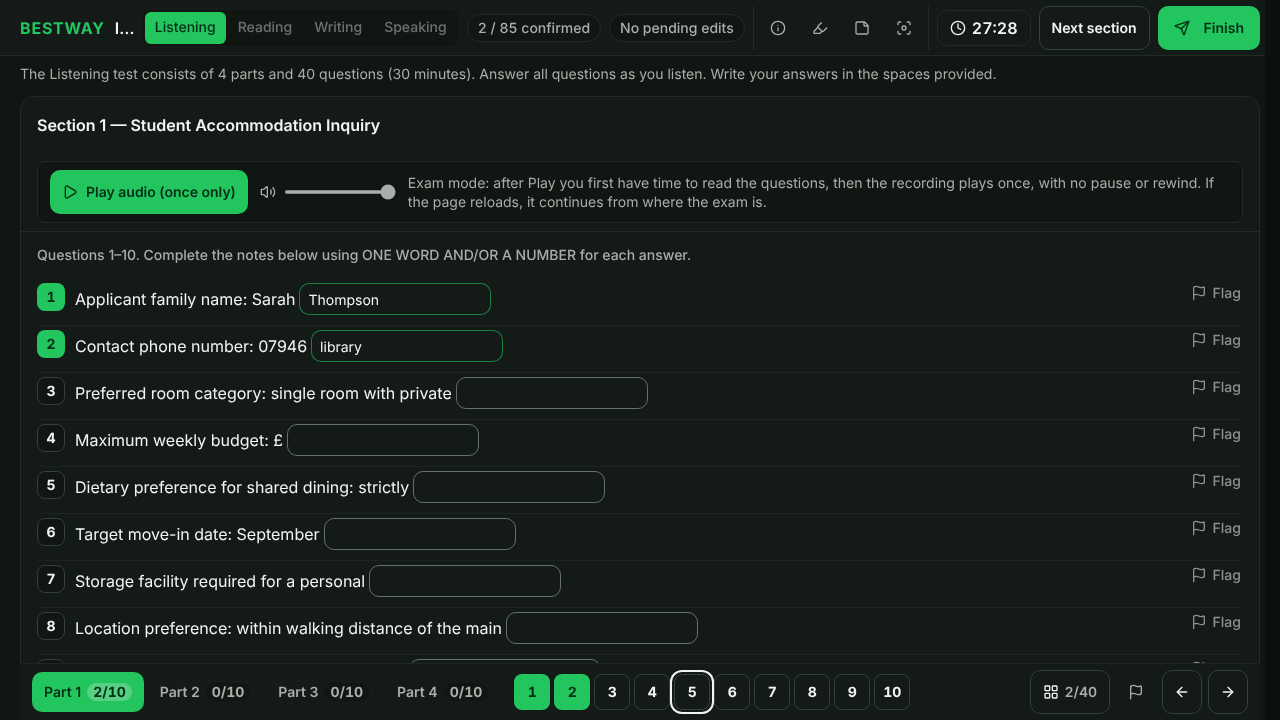 BESTWAY I... Listening Reading Writing Speaking 2 / 85 confirmed No pending edits 27:28 Next section Finish
The Listening test consists of 4 parts and 40 questions (30 minutes). Answer all questions as you listen. Write your answers in the spaces provided.
Section 1 — Student Accommodation Inquiry
Play audio (once only)
Exam mode: after Play you first have time to read the questions, then the recording plays once, with no pause or rewind. If
the page reloads, it continues from where the exam is.
Questions 1–10. Complete the notes below using ONE WORD AND/OR A NUMBER for each answer.
1 Applicant family name: Sarah Thompson Flag
2 Contact phone number: 07946 library Flag
3 Preferred room category: single room with private Flag
4 Maximum weekly budget: £ Flag
5 Dietary preference for shared dining: strictly Flag
6 Target move-in date: September Flag
7 Storage facility required for a personal Flag
8 Location preference: within walking distance of the main Flag
Part 1 2/10 Part 2 0/10 Part 3 0/10 Part 4 0/10 1 2 3 4 5 6 7 8 9 10 2/40